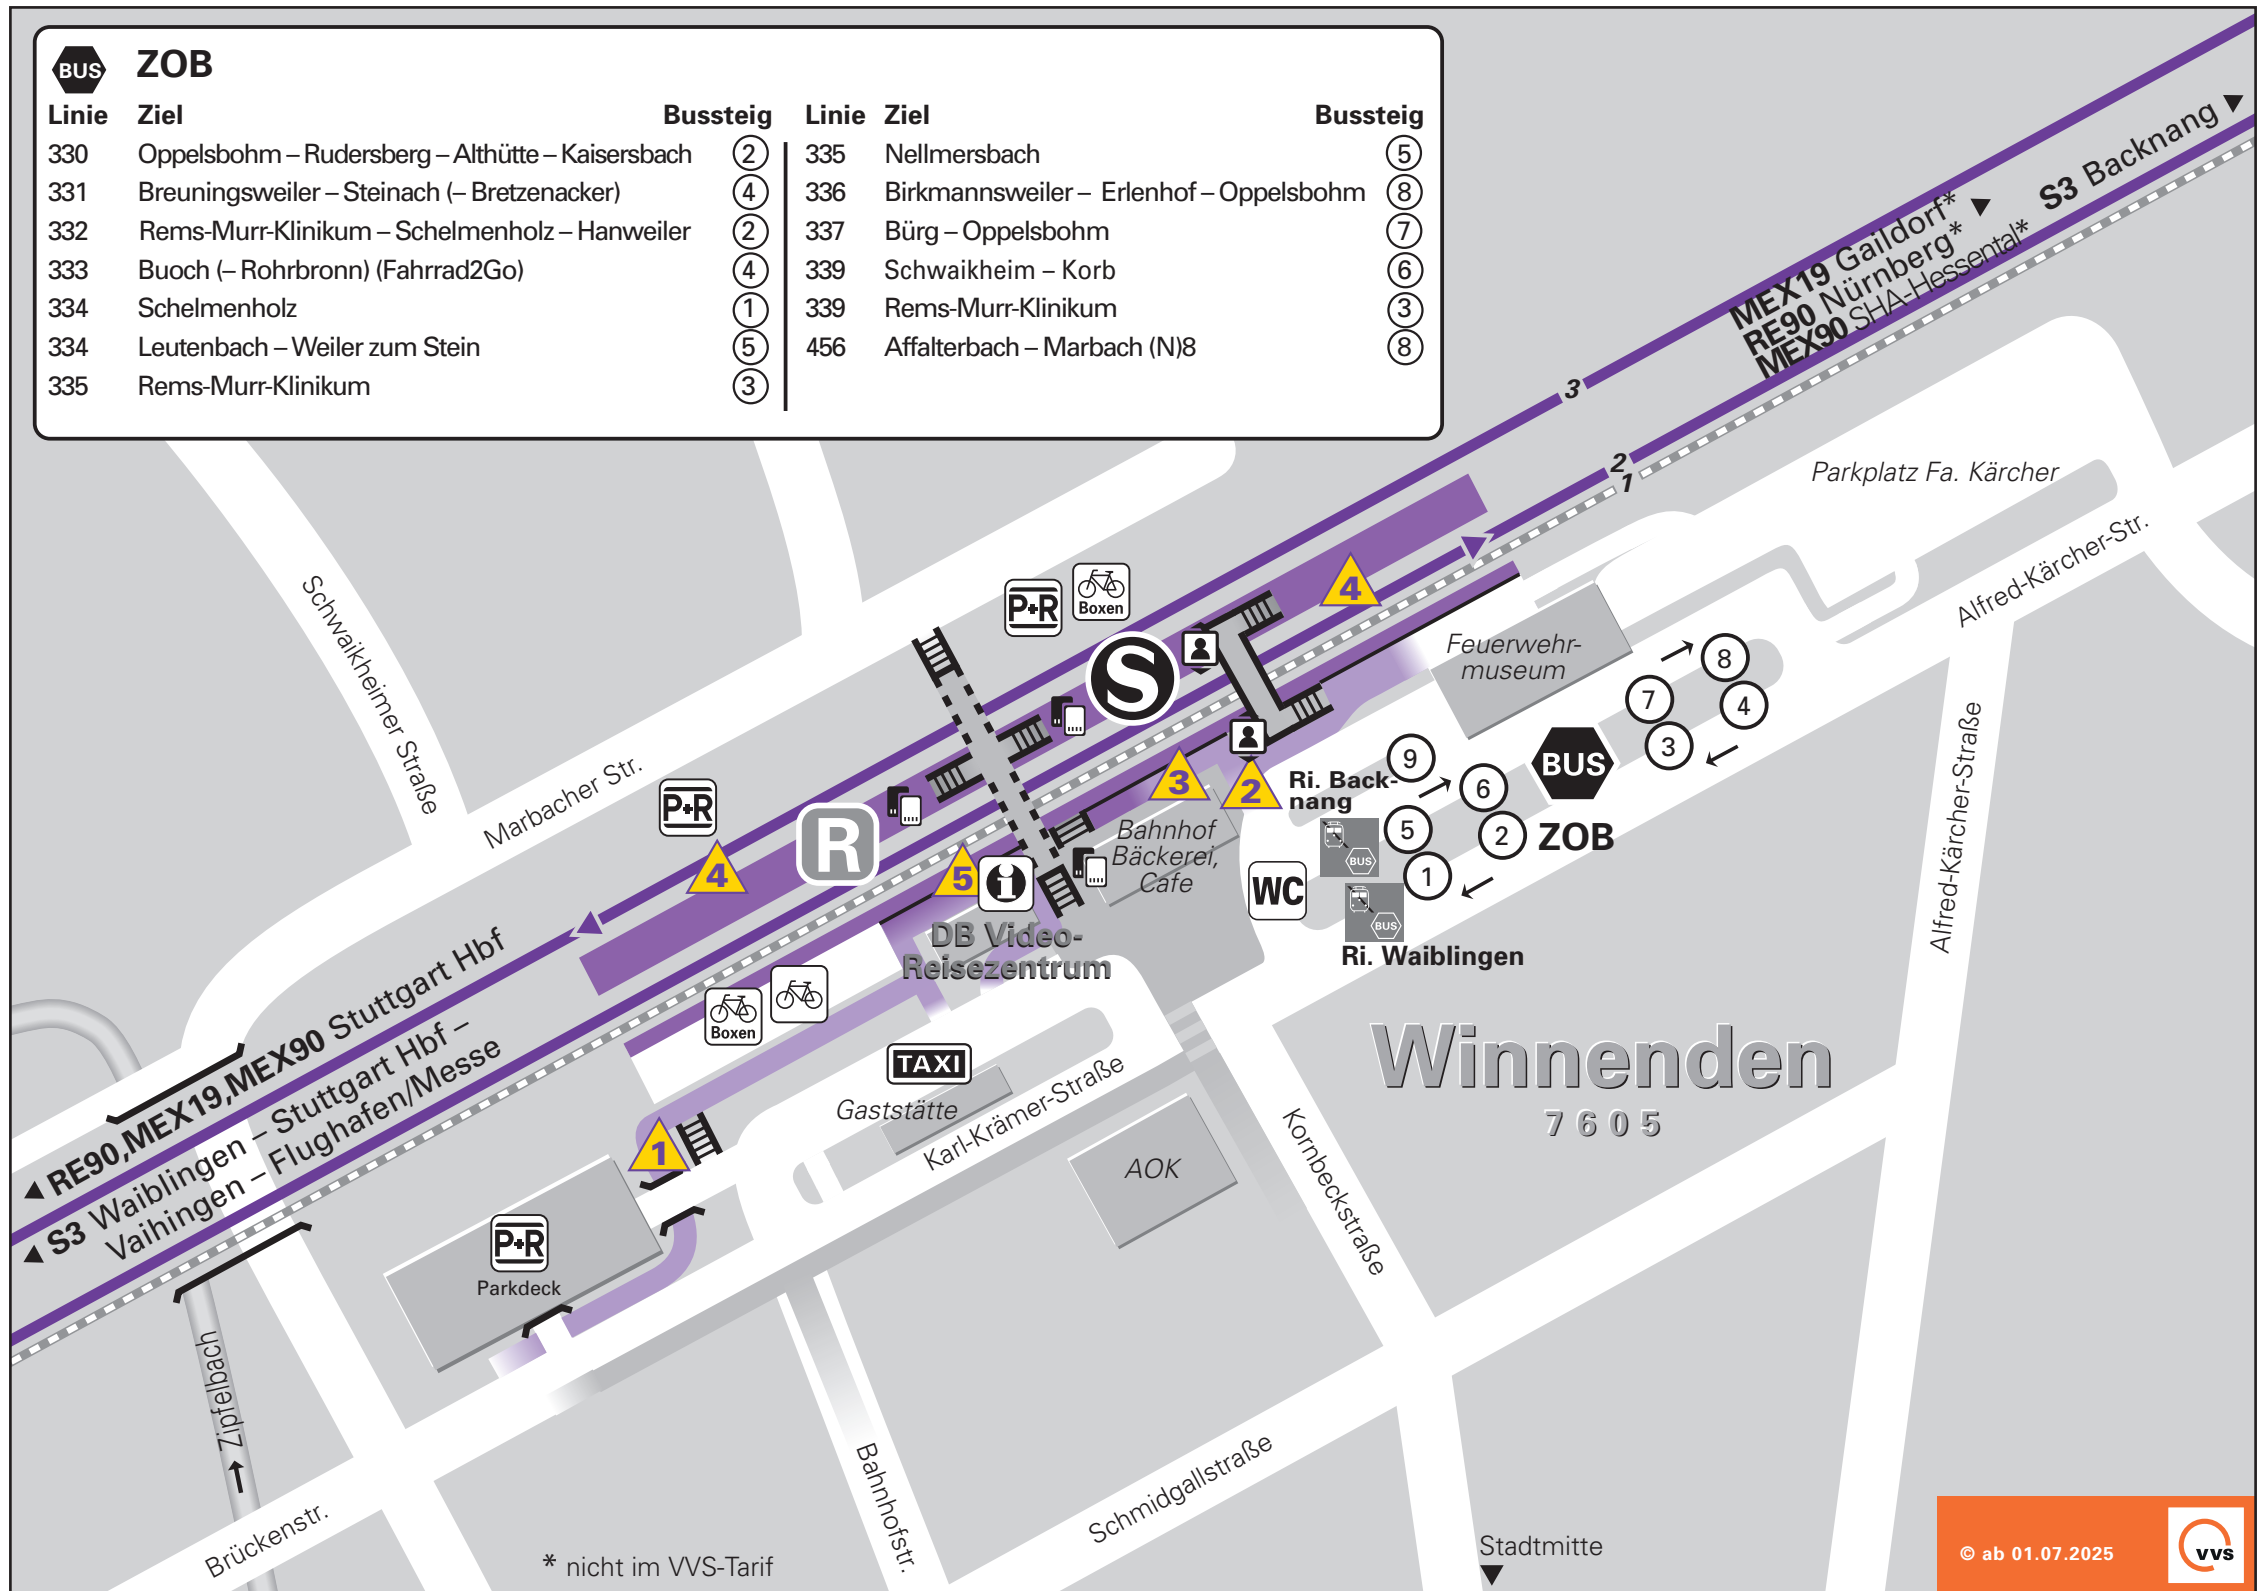 BUS ZOB
Linie Ziel Bussteig
330 Oppelsbohm – Rudersberg – Althütte – Kaisersbach 2
331 Breuningsweiler – Steinach (– Bretzenacker) 4
332 Rems-Murr-Klinikum – Schelmenholz – Hanweiler 2
333 Buoch (– Rohrbronn) (Fahrrad2Go) 4
334 Schelmenholz 1
334 Leutenbach – Weiler zum Stein 5
335 Rems-Murr-Klinikum 3
Linie Ziel Bussteig
335 Nellmersbach 5
336 Birkmannsweiler – Erlenhof – Oppelsbohm 8
337 Bürg – Oppelsbohm 7
339 Schwaikheim – Korb 6
339 Rems-Murr-Klinikum 3
456 Affalterbach – Marbach (N)8 8
S3 Backnang
MEX19 Gaildorf*
RE90 Nürnberg*
MEX90 SHA-Hessental*
3
2
1
Parkplatz Fa. Kärcher
Alfred-Kärcher-Str.
Schwaikheimer Straße
Marbacher Str.
P+R
Boxen
4
S
Feuerwehr-
museum
8
7
4
3
BUS
ZOB
9
6
5
2
1
Ri. Back-
nang
BUS
BUS
Ri. Waiblingen
WC
3
2
Bahnhof
Bäckerei,
Cafe
P+R
4
R
5
i
DB Video-
Reisezentrum
Boxen
TAXI
Gaststätte
Karl-Krämer-Straße
AOK
Kornbeckstraße
Alfred-Kärcher-Straße
Winnenden
7605
RE90,MEX19,MEX90 Stuttgart Hbf
S3 Waiblingen – Stuttgart Hbf –
Vaihingen – Flughafen/Messe
1
P+R
Parkdeck
Zipfelbach
Brückenstr.
Bahnhofstr.
Schmidgallstraße
Stadtmitte
* nicht im VVS-Tarif
© ab 01.07.2025
vvs